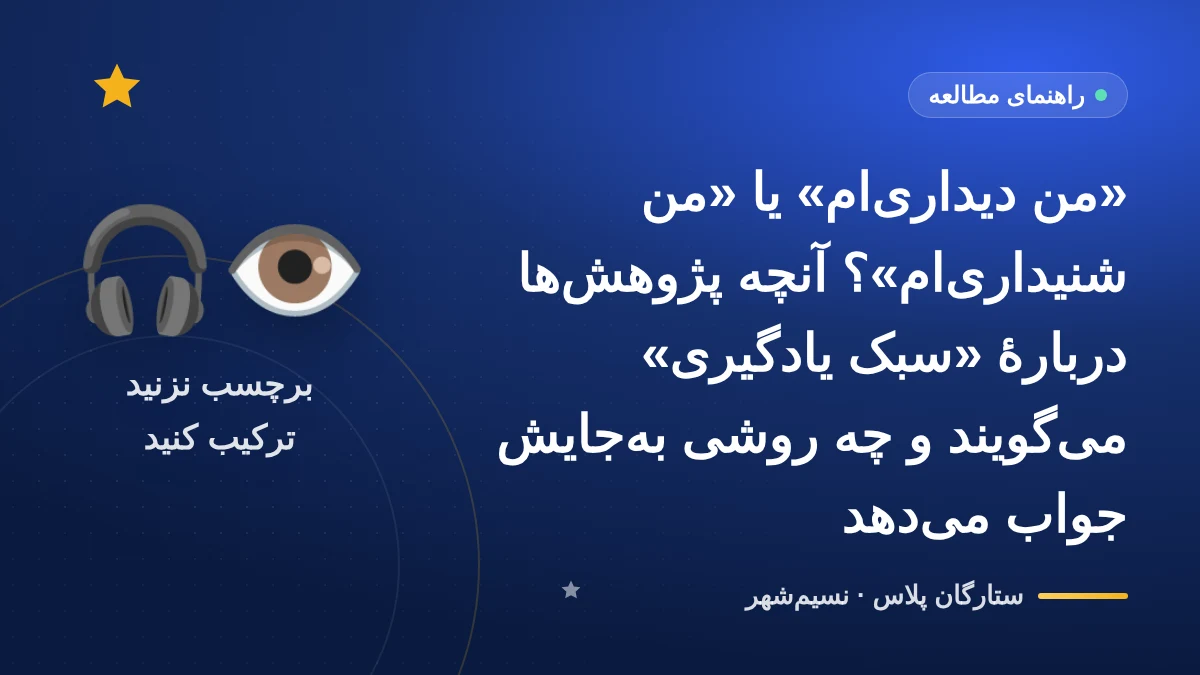 راهنمای مطالعه
«من دیداری‌ام» یا «من
شنیداری‌ام»؟ آنچه پژوهش‌ها
دربارهٔ «سبک یادگیری»
می‌گویند و چه روشی به‌جایش
جواب می‌دهد
ستارگان پلاس · نسیم‌شهر
برچسب نزنید
ترکیب کنید